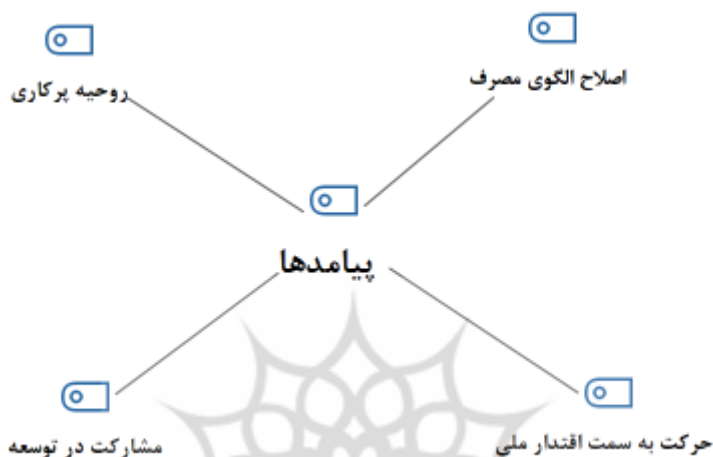 اصلاح الگوی مصرف
روحیه پرکاری
پیامدها
حرکت به سمت اقتدار ملی
مشارکت در توسعه